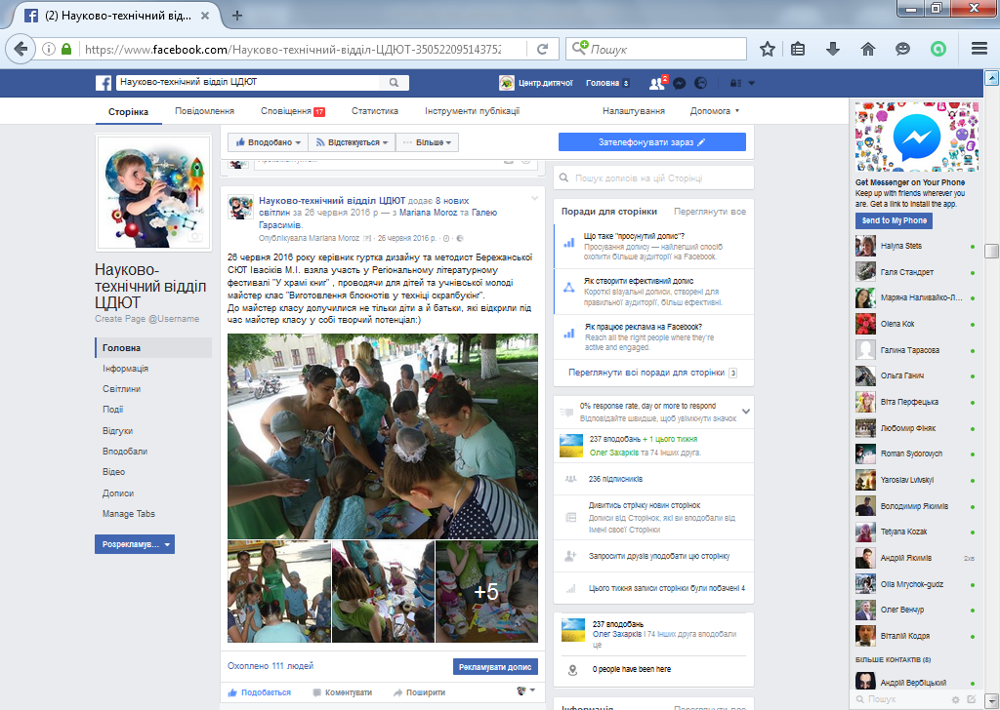 (2) Науково-технічний від...
https://www.facebook.com/Науково-технічний-відділ-ЦДЮТ-35052209514375
Пошук
Науково-технічний відділ ЦДЮТ
Центр.дитячої
Головна 8
2
Сторінка
Повідомлення
Сповіщення 17
Статистика
Інструменти публікації
Налаштування
Допомога
Науково-технічний відділ ЦДЮТ
Create Page @Username
Головна
Інформація
Світлини
Події
Відгуки
Вподобали
Відео
Дописи
Manage Tabs
Розрекламув...
Вподобано
Відстежується
Більше
Науково-технічний відділ ЦДЮТ додає 8 нових
світлин за 26 червня 2016 р — з Mariana Moroz та Галею
Гарасимів.
Опублікувала Mariana Moroz [?] · 26 червня 2016 р. ·
26 червня 2016 року керівник гуртка дизайну та методист Бережанської
СЮТ Івасіків М.І. взяла участь у Регіональному літературному
фестивалі "У храмі книг" , проводячи для дітей та учнівської молоді
майстер клас "Виготовлення блокнотів у техніці скрапбукінг".
До майстер класу долучилися не тільки діти а й батьки, які відкрили під
час майстер класу у собі творчий потенціал:)
+5
Охоплено 111 людей
Рекламувати допис
Подобається
Коментувати
Поширити
Зателефонувати зараз
Пошук дописів на цій Сторінці
Поради для сторінки
Переглянути все
Що таке "просунутий допис"?
Просування допису — найлегший спосіб
охопити більше аудиторії на Facebook.
Як створити ефективний допис
Короткі візуальні дописи, створені для
правильної аудиторії, більш ефективні.
Як працює реклама на Facebook?
Reach all the right people where they're
active and engaged.
Переглянути всі поради для сторінки 3
0% response rate, day or more to respond
Відповідайте швидше, щоб увімкнути значок
237 вподобань + 1 цього тижня
Олег Захарків та 74 інших друга.
236 підписників
Дивитись стрічку новин сторінок
Дописи від Сторінок, які ви вподобали від
імені своєї Сторінки
Запросити друзів уподобати цю сторінку
Цього тижня записи сторінки були побачені 4
237 вподобань
Олег Захарків і 74 інших друга вподобали
це
0 people have been here
Інформація
Переглянути все
Get Messenger on Your Phone
Keep up with friends wherever you
are. Get a link to install the app.
Send to My Phone
Halyna Stets
Галя Стандрет
Маряна Наливайко-Л...
Olena Kok
Галина Тарасова
Ольга Ганич
Віта Перфецька
Любомир Фіняк
Roman Sydorovych
Yaroslav Lvivskyi
Володимир Якимів
Tetyana Kozak
Андрій Якимів 2хв
Olia Mrychok-gudz
Олег Венчур
Віталій Кодря
БІЛЬШЕ КОНТАКТІВ (8)
Андрій Вербіцький
Пошук